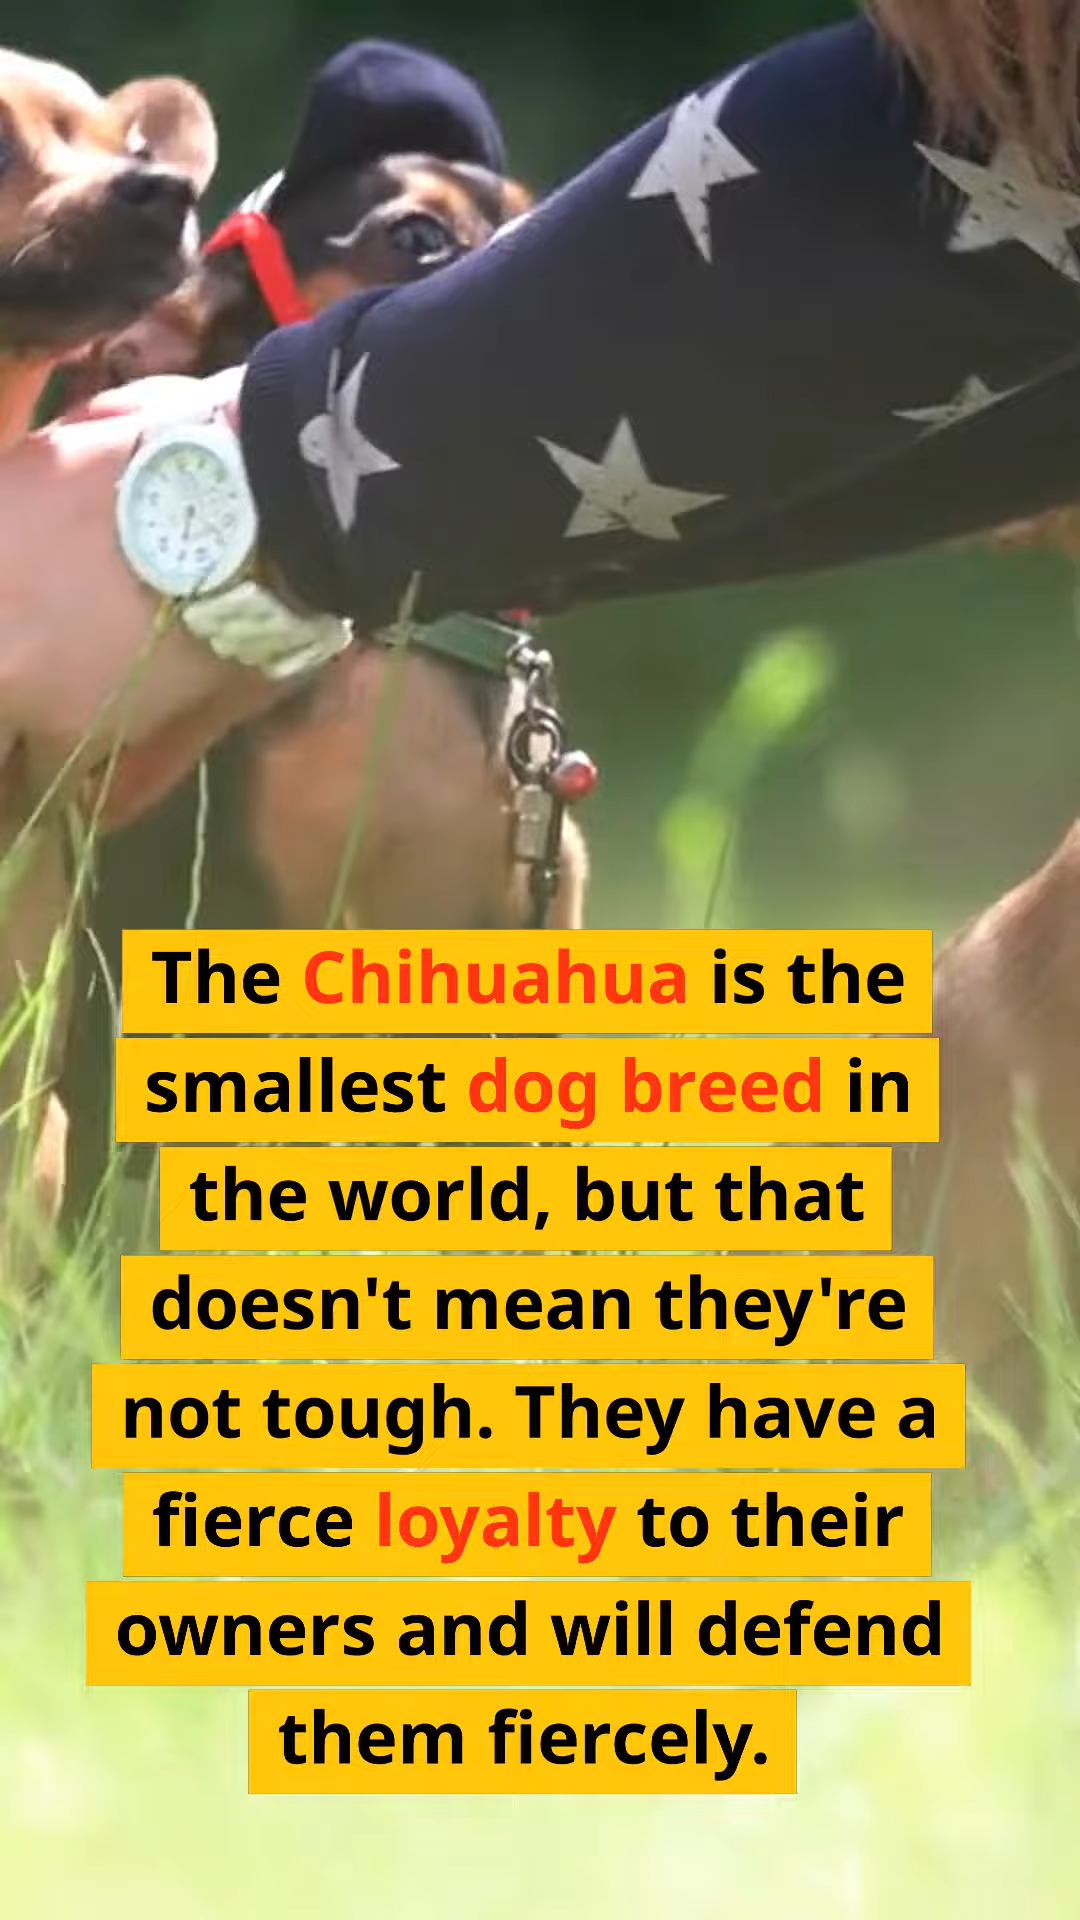 The Chihuahua is the
smallest dog breed in
the world, but that
doesn't mean they're
not tough. They have a
fierce loyalty to their
owners and will defend
them fiercely.